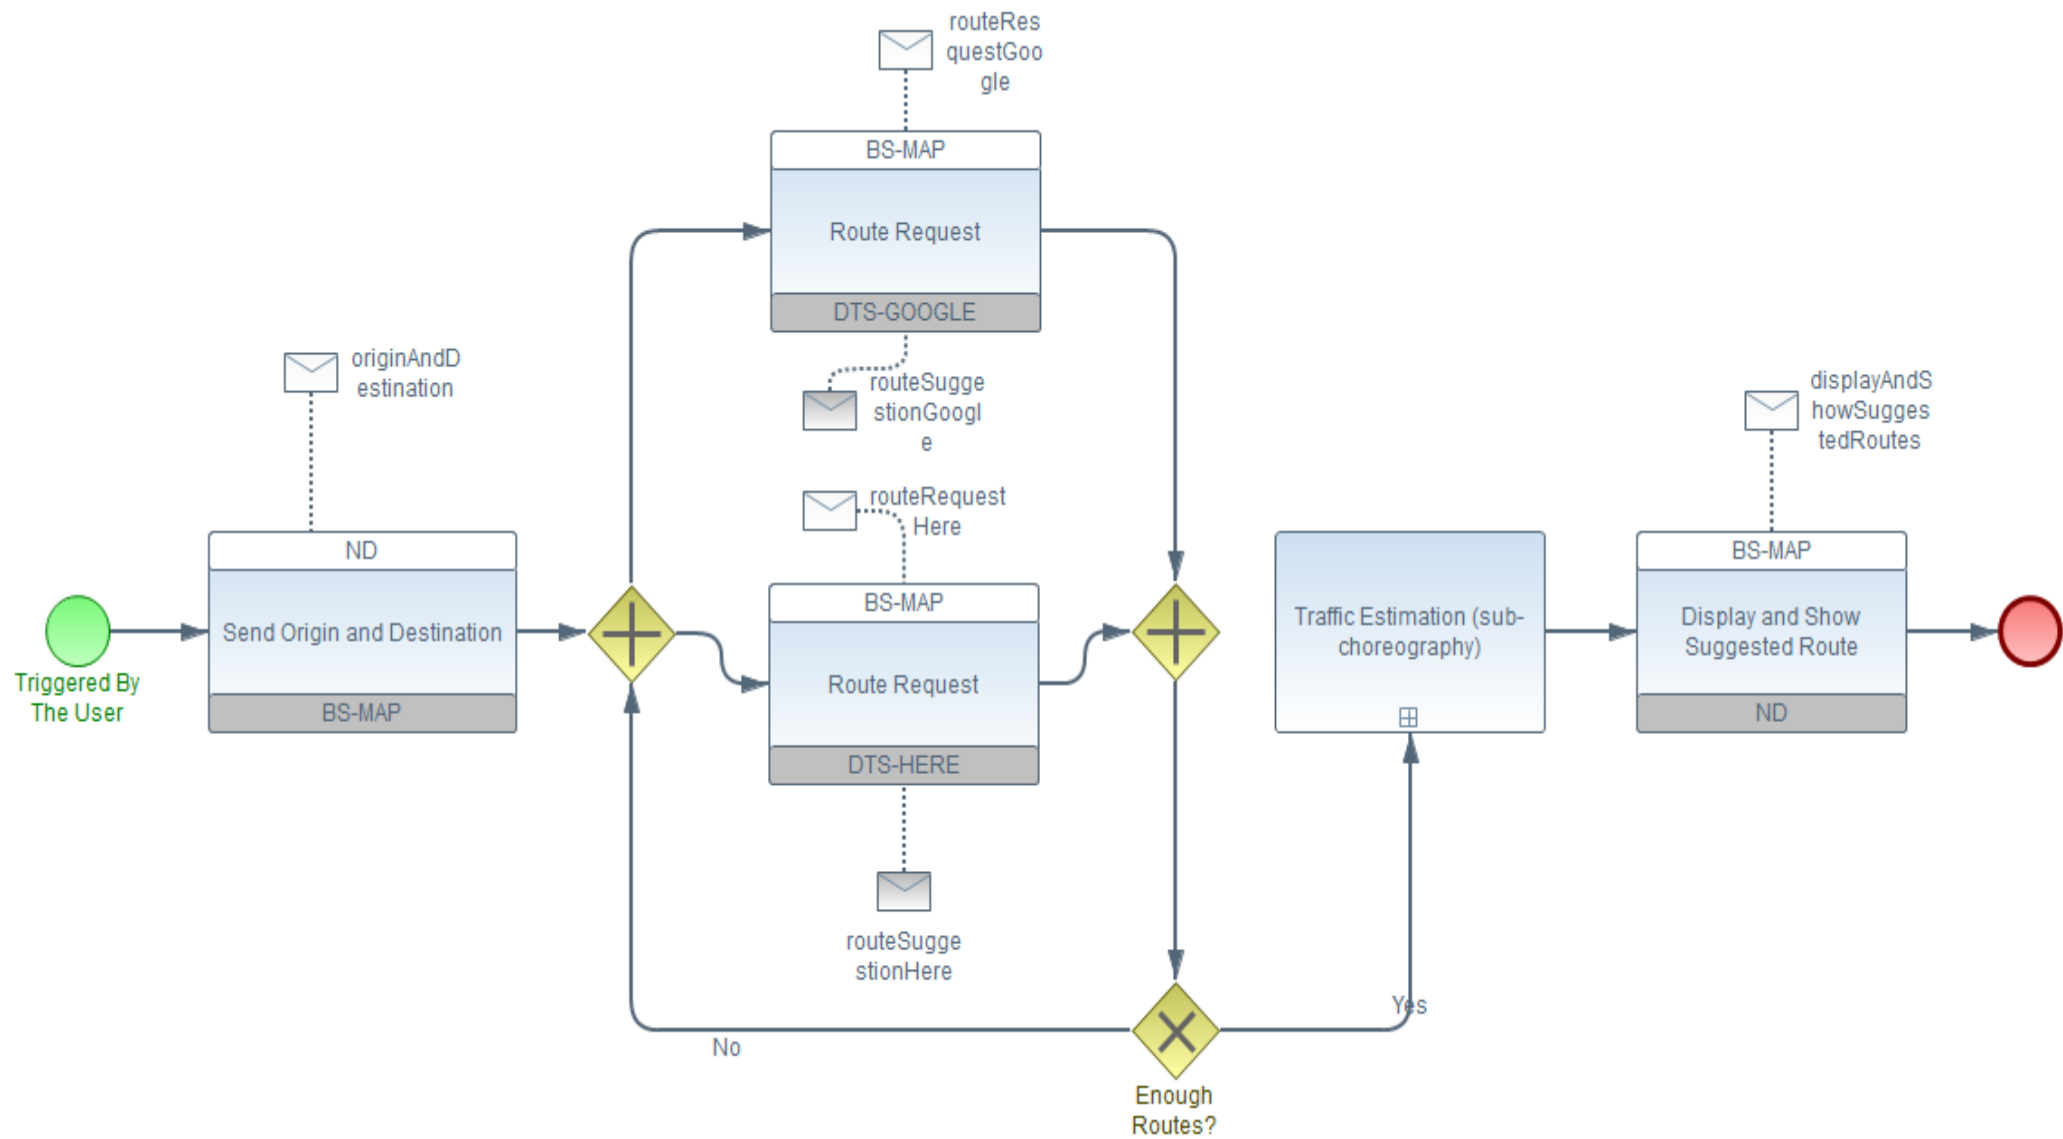 routeRes
questGoo
gle
BS-MAP
Route Request
DTS-GOOGLE
routeSugge
stionGoogl
e
originAndD
estination
ND
Send Origin and Destination
BS-MAP
Triggered By
The User
routeRequest
Here
BS-MAP
Route Request
DTS-HERE
routeSugge
stionHere
No
Enough
Routes?
Yes
Traffic Estimation (sub-
choreography)
displayAndS
howSugges
tedRoutes
BS-MAP
Display and Show
Suggested Route
ND